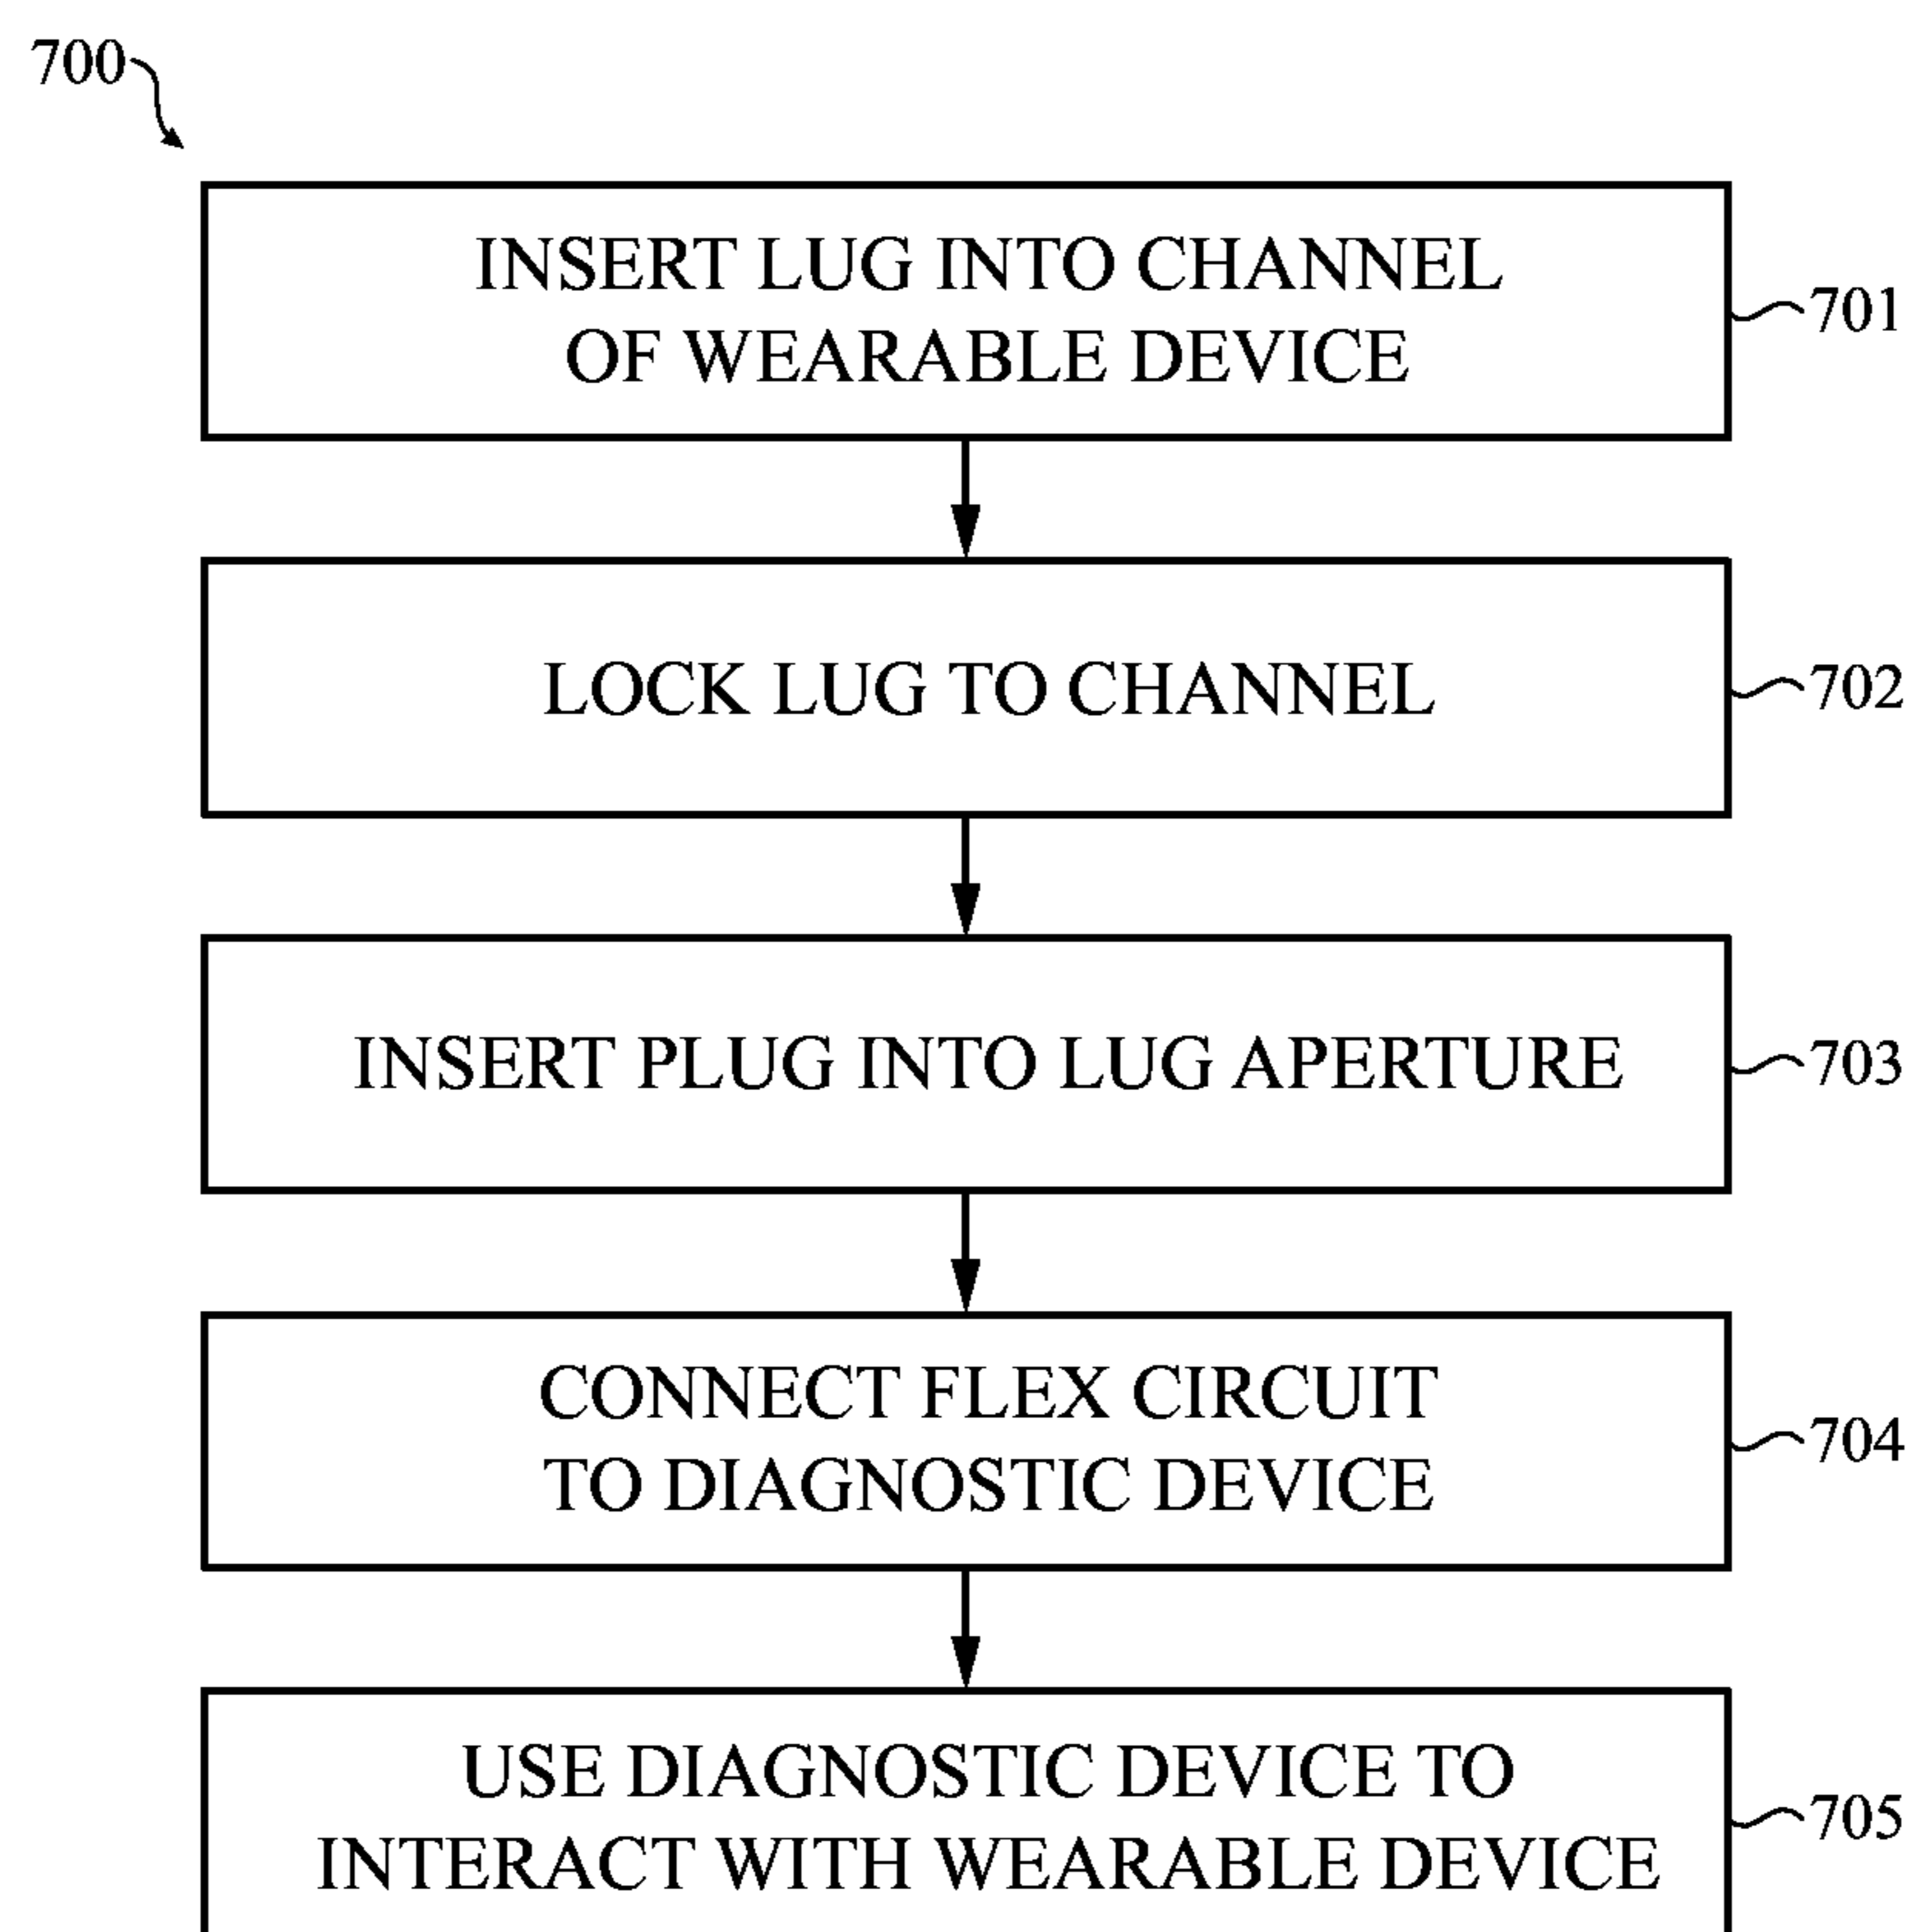 700
INSERT LUG INTO CHANNEL
OF WEARABLE DEVICE
701
LOCK LUG TO CHANNEL
702
INSERT PLUG INTO LUG APERTURE
703
CONNECT FLEX CIRCUIT
TO DIAGNOSTIC DEVICE
704
USE DIAGNOSTIC DEVICE TO
INTERACT WITH WEARABLE DEVICE
705